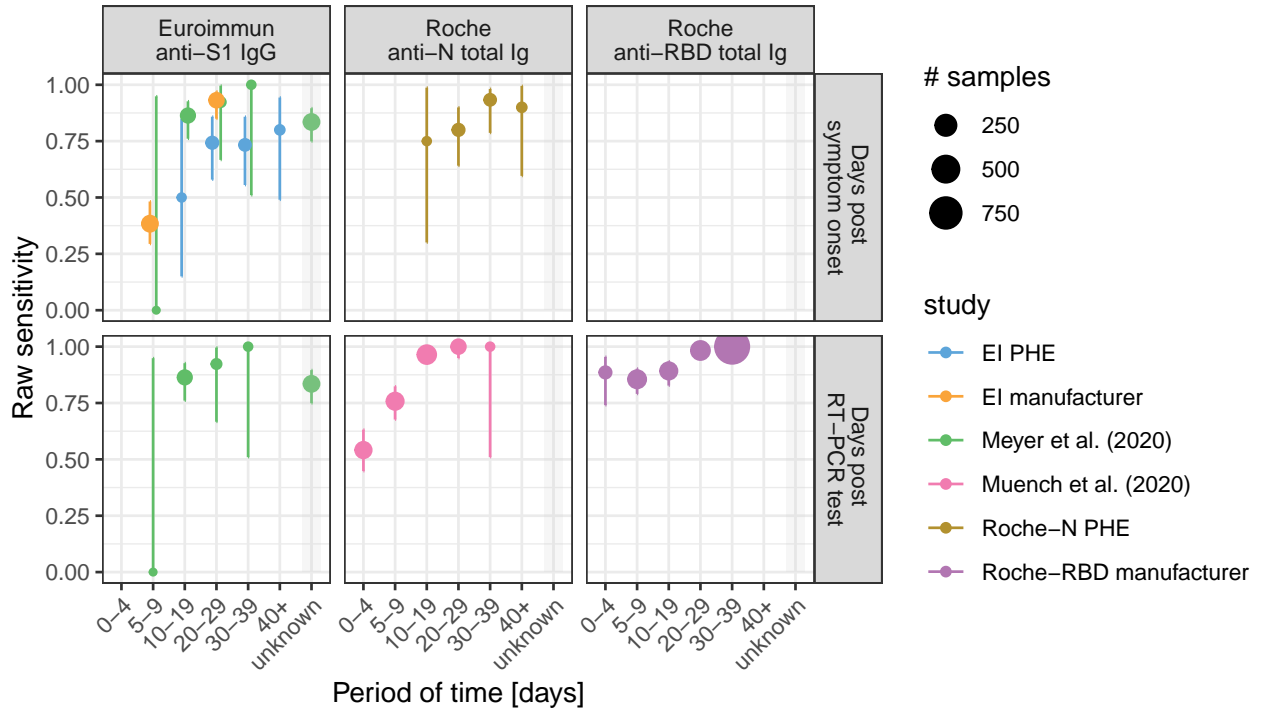 Euroimmun
anti−S1 IgG
Roche
anti−N total Ig
Roche
anti−RBD total Ig
Raw sensitivity
1.00
0.75
0.50
0.25
0.00
Days post
symptom onset
1.00
0.75
0.50
0.25
0.00
Days post
RT−PCR test
0−4
5−9
10−19
20−29
30−39
40+
unknown
0−4
5−9
10−19
20−29
30−39
40+
unknown
0−4
5−9
10−19
20−29
30−39
40+
unknown
Period of time [days]
# samples
250
500
750
study
EI PHE
EI manufacturer
Meyer et al. (2020)
Muench et al. (2020)
Roche−N PHE
Roche−RBD manufacturer